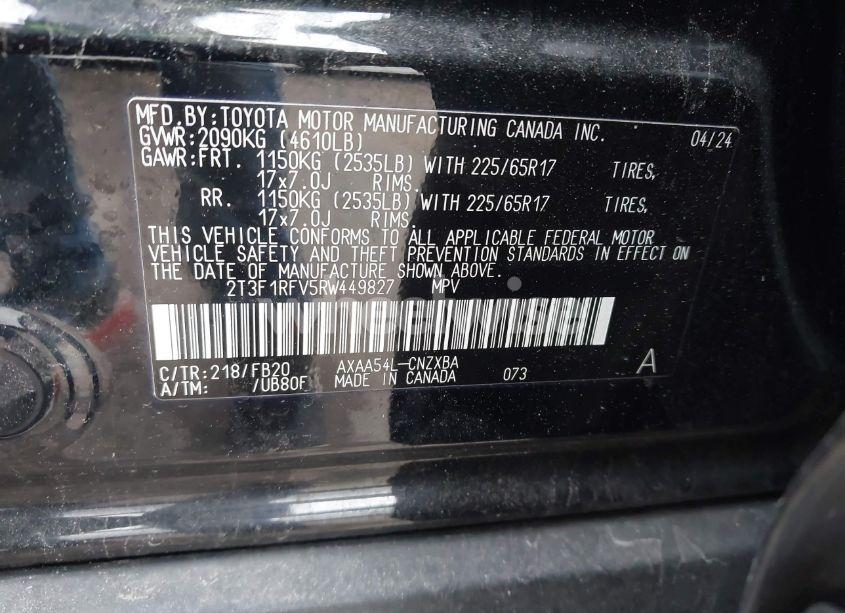 MFD.BY:TOYOTA MOTOR MANUFACTURING CANADA INC. 04/24
GVWR:2090KG (4610LB)
GAWR:FRT. 1150KG (2535LB) WITH 225/65R17 TIRES,
17x7.0J RIMS.
RR. 1150KG (2535LB) WITH 225/65R17 TIRES,
17x7.0J RIMS.
THIS VEHICLE CONFORMS TO ALL APPLICABLE FEDERAL MOTOR
VEHICLE SAFETY AND THEFT PREVENTION STANDARDS IN EFFECT ON
THE DATE OF MANUFACTURE SHOWN ABOVE.
2T3F1RFV5RW449827 MPV
C/TR:218/FB20 AXAA54L-CNZXBA
A/TM: /UB80F MADE IN CANADA 073 A